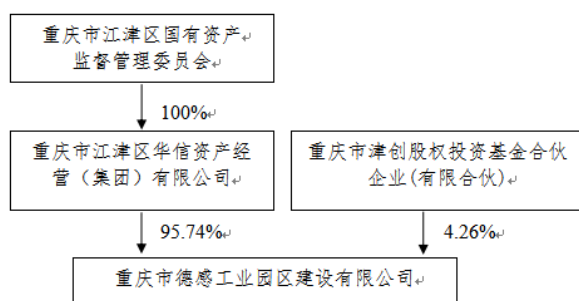 重庆市江津区国有资产
监督管理委员会
100%
重庆市江津区华信资产经
营（集团）有限公司
重庆市津创股权投资基金合伙
企业(有限合伙)
95.74%
4.26%
重庆市德感工业园区建设有限公司